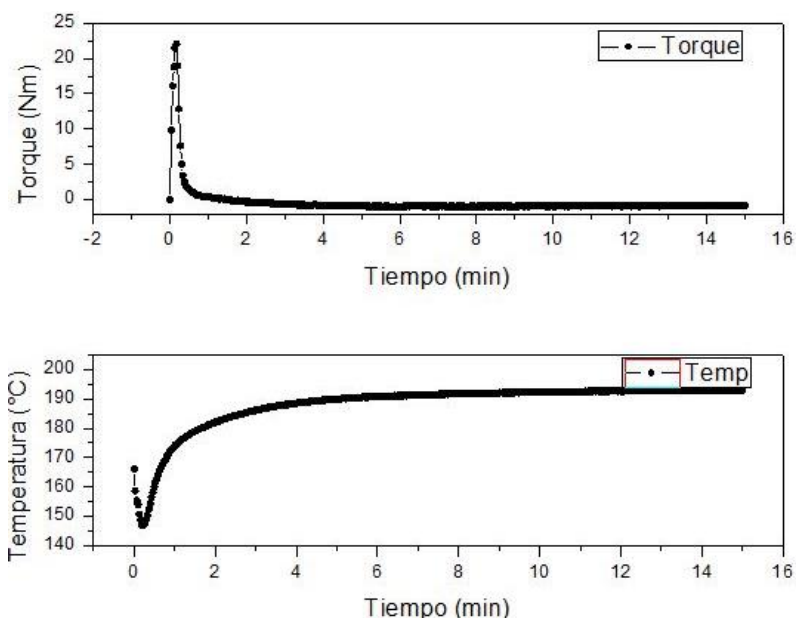 25
20
15
10
5
0
Torque (Nm)
Torque
-2 0 2 4 6 8 10 12 14 16
Tiempo (min)
200
190
180
170
160
150
140
Temperatura (°C)
Temp
0 2 4 6 8 10 12 14 16
Tiempo (min)